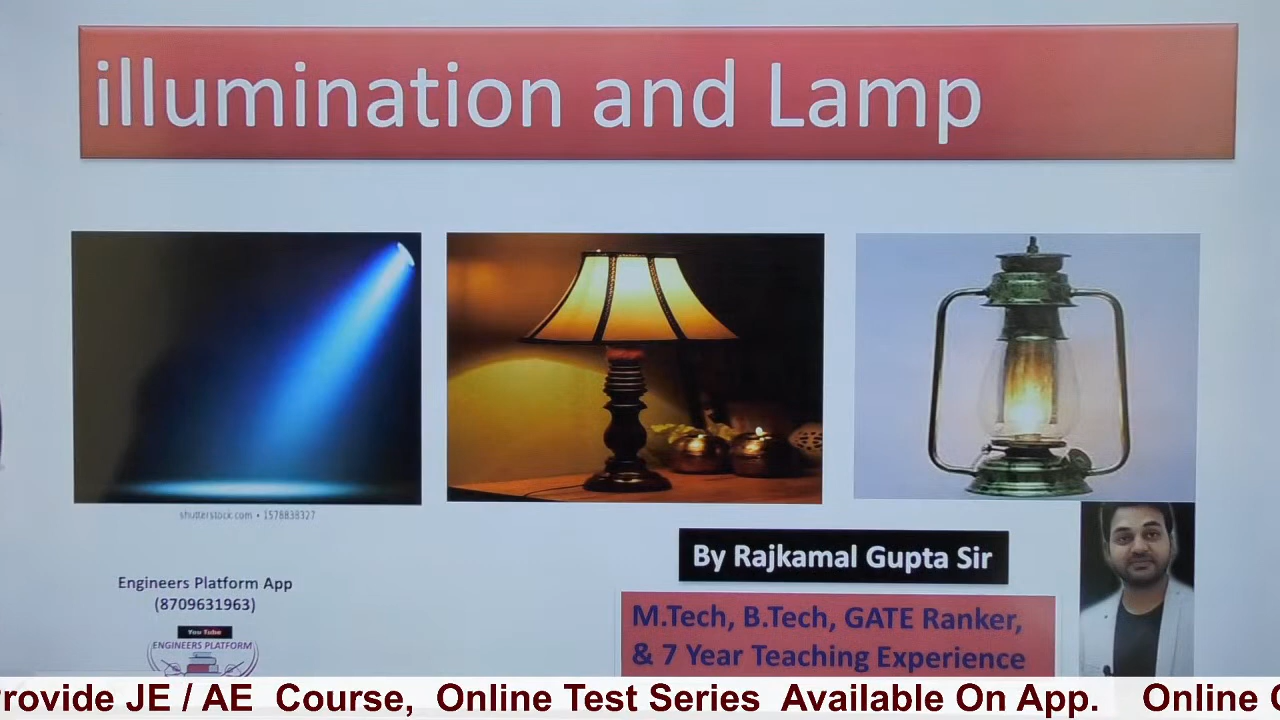 illumination and Lamp
shutterstock.com • 1578838327
By Rajkamal Gupta Sir
Engineers Platform App
(8709631963)
M.Tech, B.Tech, GATE Ranker,
& 7 Year Teaching Experience
You Tube
ENGINEERS PLATFORM
rovide JE / AE Course, Online Test Series Available On App. Online